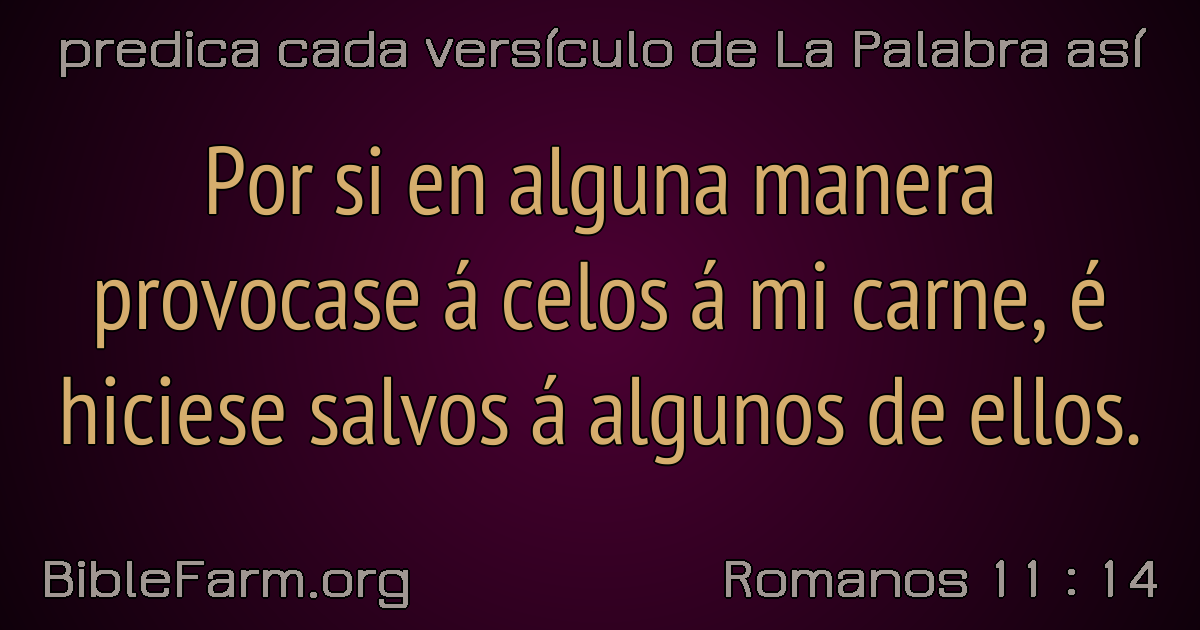 predica cada versículo de La Palabra así
Por si en alguna manera
provocase á celos á mi carne, é
hiciese salvos á algunos de ellos.
BibleFarm.org
Romanos 11 : 14